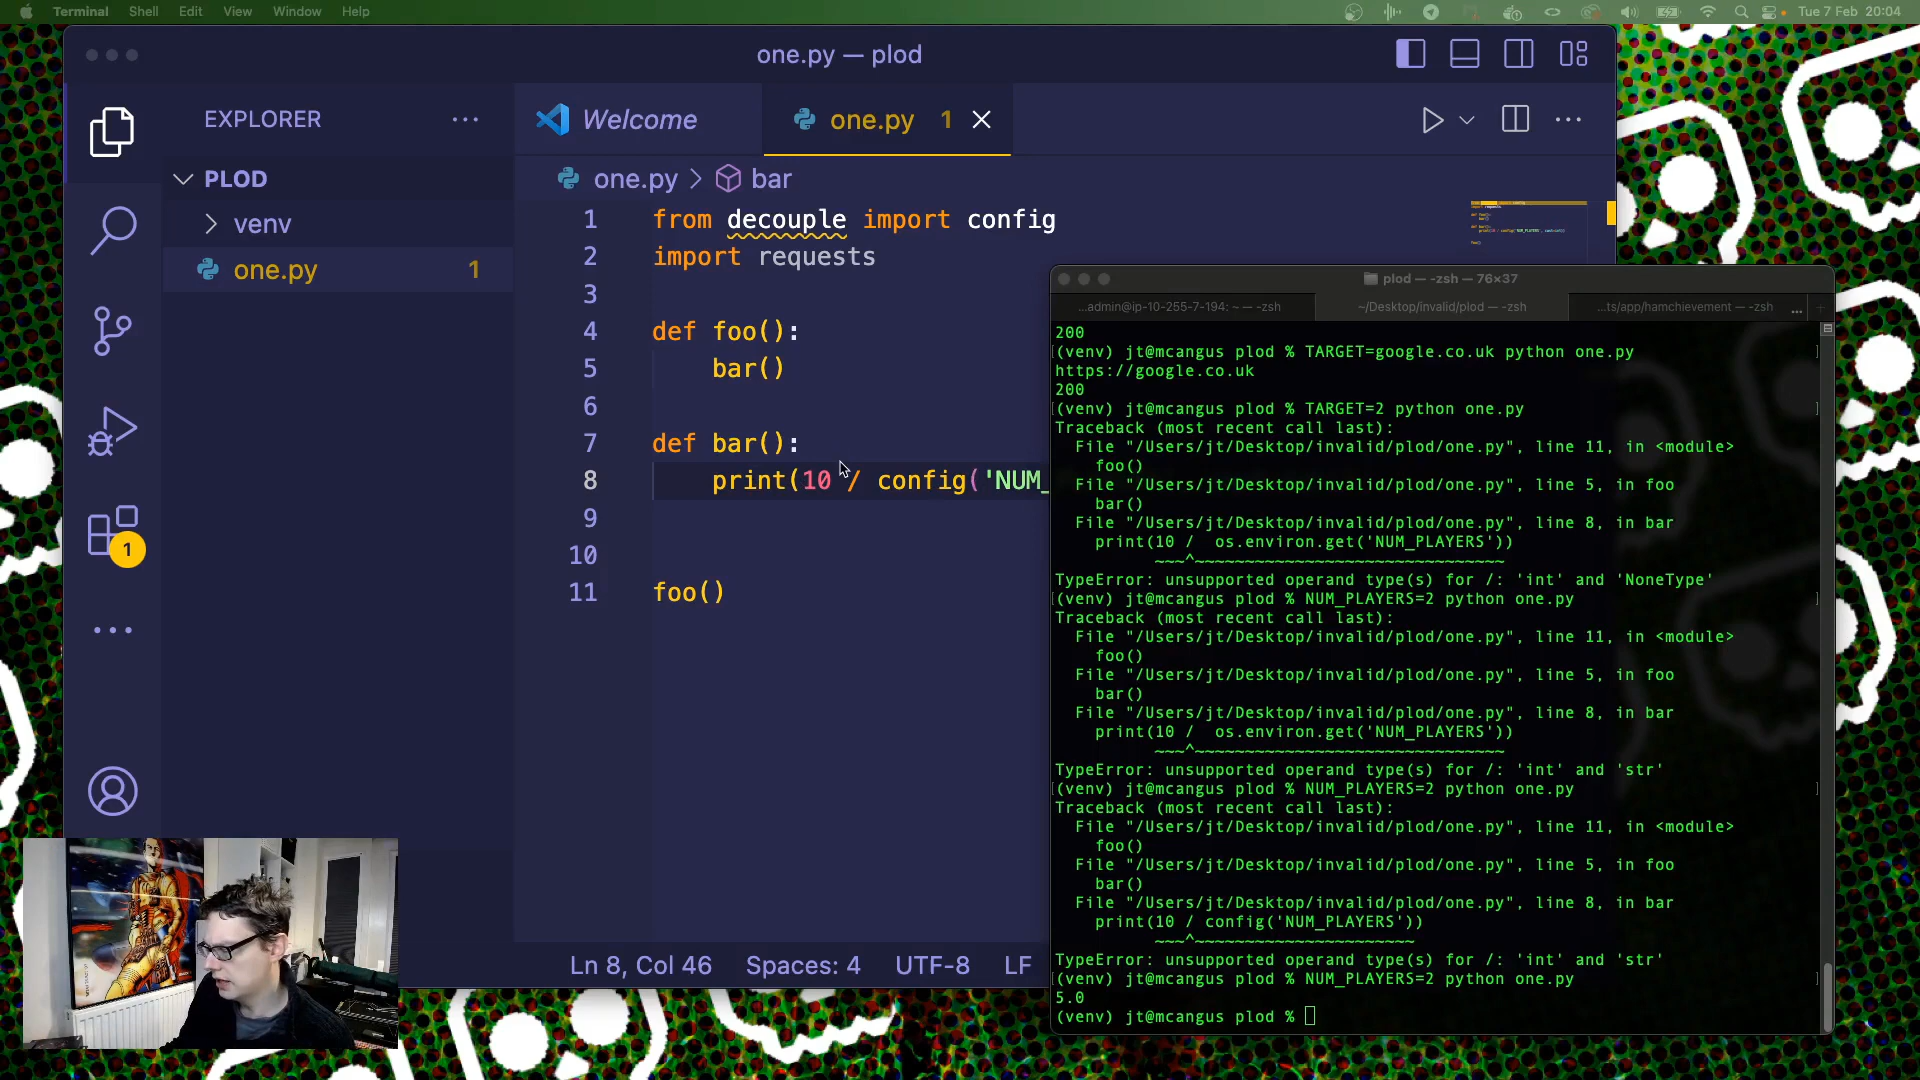 Terminal Shell Edit View Window Help
Tue 7 Feb 20:04
one.py — plod
EXPLORER
Welcome
one.py 1
PLOD
venv
one.py 1
one.py > bar
1 from decouple import config
2 import requests
3
4 def foo():
5 bar()
6
7 def bar():
8 print(10 / config('NUM_
9
10
11 foo()
1
Ln 8, Col 46 Spaces: 4 UTF-8 LF
plod — -zsh — 76×37
...admin@ip-10-255-7-194: ~ — -zsh
~/Desktop/invalid/plod — -zsh
...ts/app/hamchievement — -zsh
200
(venv) jt@mcangus plod % TARGET=google.co.uk python one.py
https://google.co.uk
200
(venv) jt@mcangus plod % TARGET=2 python one.py
Traceback (most recent call last):
File "/Users/jt/Desktop/invalid/plod/one.py", line 11, in <module>
foo()
File "/Users/jt/Desktop/invalid/plod/one.py", line 5, in foo
bar()
File "/Users/jt/Desktop/invalid/plod/one.py", line 8, in bar
print(10 / os.environ.get('NUM_PLAYERS'))
~~~^~~~~~~~~~~~~~~~~~~~~~~~~~~~~~~~
TypeError: unsupported operand type(s) for /: 'int' and 'NoneType'
(venv) jt@mcangus plod % NUM_PLAYERS=2 python one.py
Traceback (most recent call last):
File "/Users/jt/Desktop/invalid/plod/one.py", line 11, in <module>
foo()
File "/Users/jt/Desktop/invalid/plod/one.py", line 5, in foo
bar()
File "/Users/jt/Desktop/invalid/plod/one.py", line 8, in bar
print(10 / os.environ.get('NUM_PLAYERS'))
~~~^~~~~~~~~~~~~~~~~~~~~~~~~~~~~~~~
TypeError: unsupported operand type(s) for /: 'int' and 'str'
(venv) jt@mcangus plod % NUM_PLAYERS=2 python one.py
Traceback (most recent call last):
File "/Users/jt/Desktop/invalid/plod/one.py", line 11, in <module>
foo()
File "/Users/jt/Desktop/invalid/plod/one.py", line 5, in foo
bar()
File "/Users/jt/Desktop/invalid/plod/one.py", line 8, in bar
print(10 / config('NUM_PLAYERS'))
~~~^~~~~~~~~~~~~~~~~~~~~~~
TypeError: unsupported operand type(s) for /: 'int' and 'str'
(venv) jt@mcangus plod % NUM_PLAYERS=2 python one.py
5.0
(venv) jt@mcangus plod %